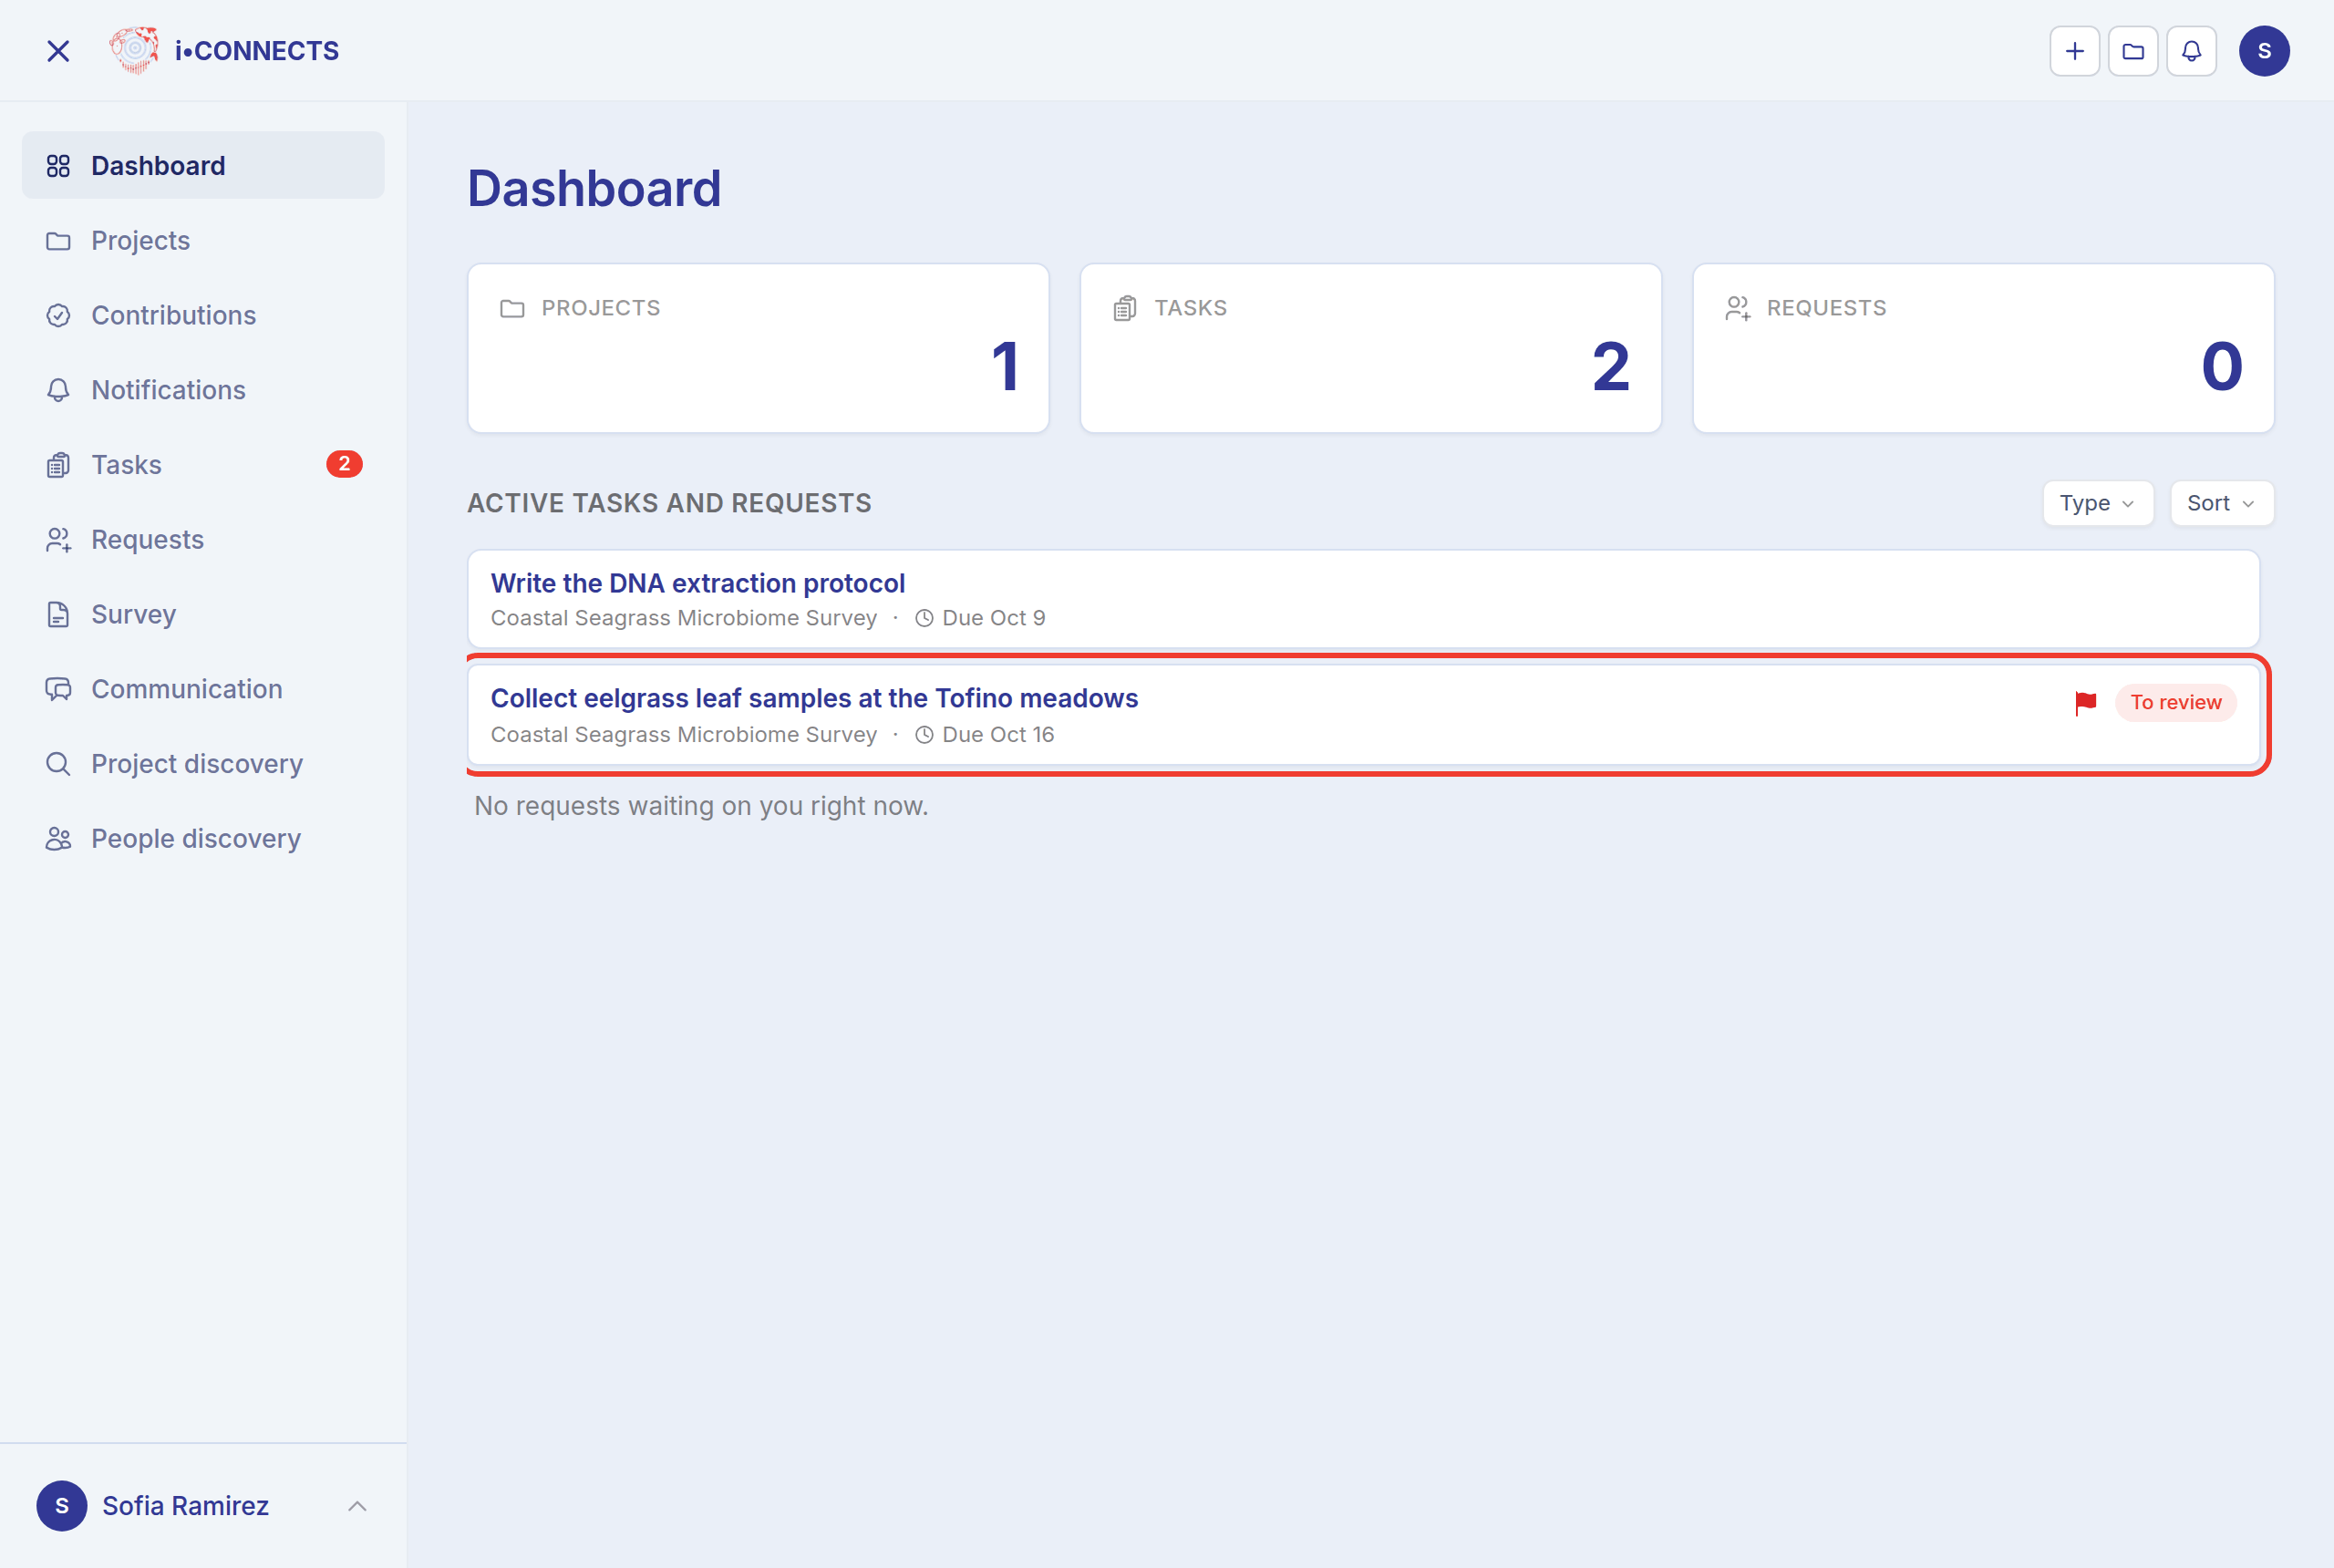 i•CONNECTS
S
Dashboard
Projects
Contributions
Notifications
Tasks
2
Requests
Survey
Communication
Project discovery
People discovery
Sofia Ramirez
S
Dashboard
PROJECTS
1
TASKS
2
REQUESTS
0
ACTIVE TASKS AND REQUESTS
Type
Sort
Write the DNA extraction protocol
Coastal Seagrass Microbiome Survey · Due Oct 9
Collect eelgrass leaf samples at the Tofino meadows
To review
Coastal Seagrass Microbiome Survey · Due Oct 16
No requests waiting on you right now.